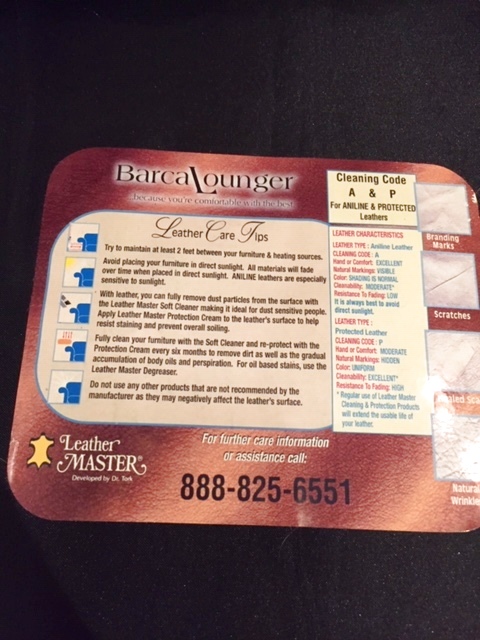 BarcaLounger
...because you're comfortable with the best
Leather Care Tips
Try to maintain at least 2 feet between your furniture & heating sources.
Avoid placing your furniture in direct sunlight. All materials will fade
over time when placed in direct sunlight. ANILINE leathers are especially
sensitive to sunlight.
With leather, you can fully remove dust particles from the surface with
the Leather Master Soft Cleaner making it ideal for dust sensitive people.
Apply Leather Master Protection Cream to the leather's surface to help
resist staining and prevent overall soiling.
Fully clean your furniture with the Soft Cleaner and re-protect with the
Protection Cream every six months to remove dirt as well as the gradual
accumulation of body oils and perspiration. For oil based stains, use the
Leather Master Degreaser.
Do not use any other products that are not recommended by the
manufacturer as they may negatively affect the leather's surface.
Cleaning Code
A & P
For ANILINE & PROTECTED
Leathers
LEATHER CHARACTERISTICS
LEATHER TYPE: Aniline Leather
CLEANING CODE: A
Hand or Comfort: EXCELLENT
Natural Markings: VISIBLE
Color: SHADING IS NORMAL
Cleanability: MODERATE*
Resistance To Fading: LOW
It is always best to avoid
direct sunlight.
LEATHER TYPE:
Protected Leather
CLEANING CODE: P
Hand or Comfort: MODERATE
Natural Markings: HIDDEN
Color: UNIFORM
Cleanability: EXCELLENT*
Resistance To Fading: HIGH
* Regular use of Leather Master
Cleaning & Protection Products
will extend the usable life of
your leather.
Branding
Marks
Scratches
Natural
Wrinkle
Leather
MASTER®
Developed by Dr. Tork
For further care information
or assistance call:
888-825-6551